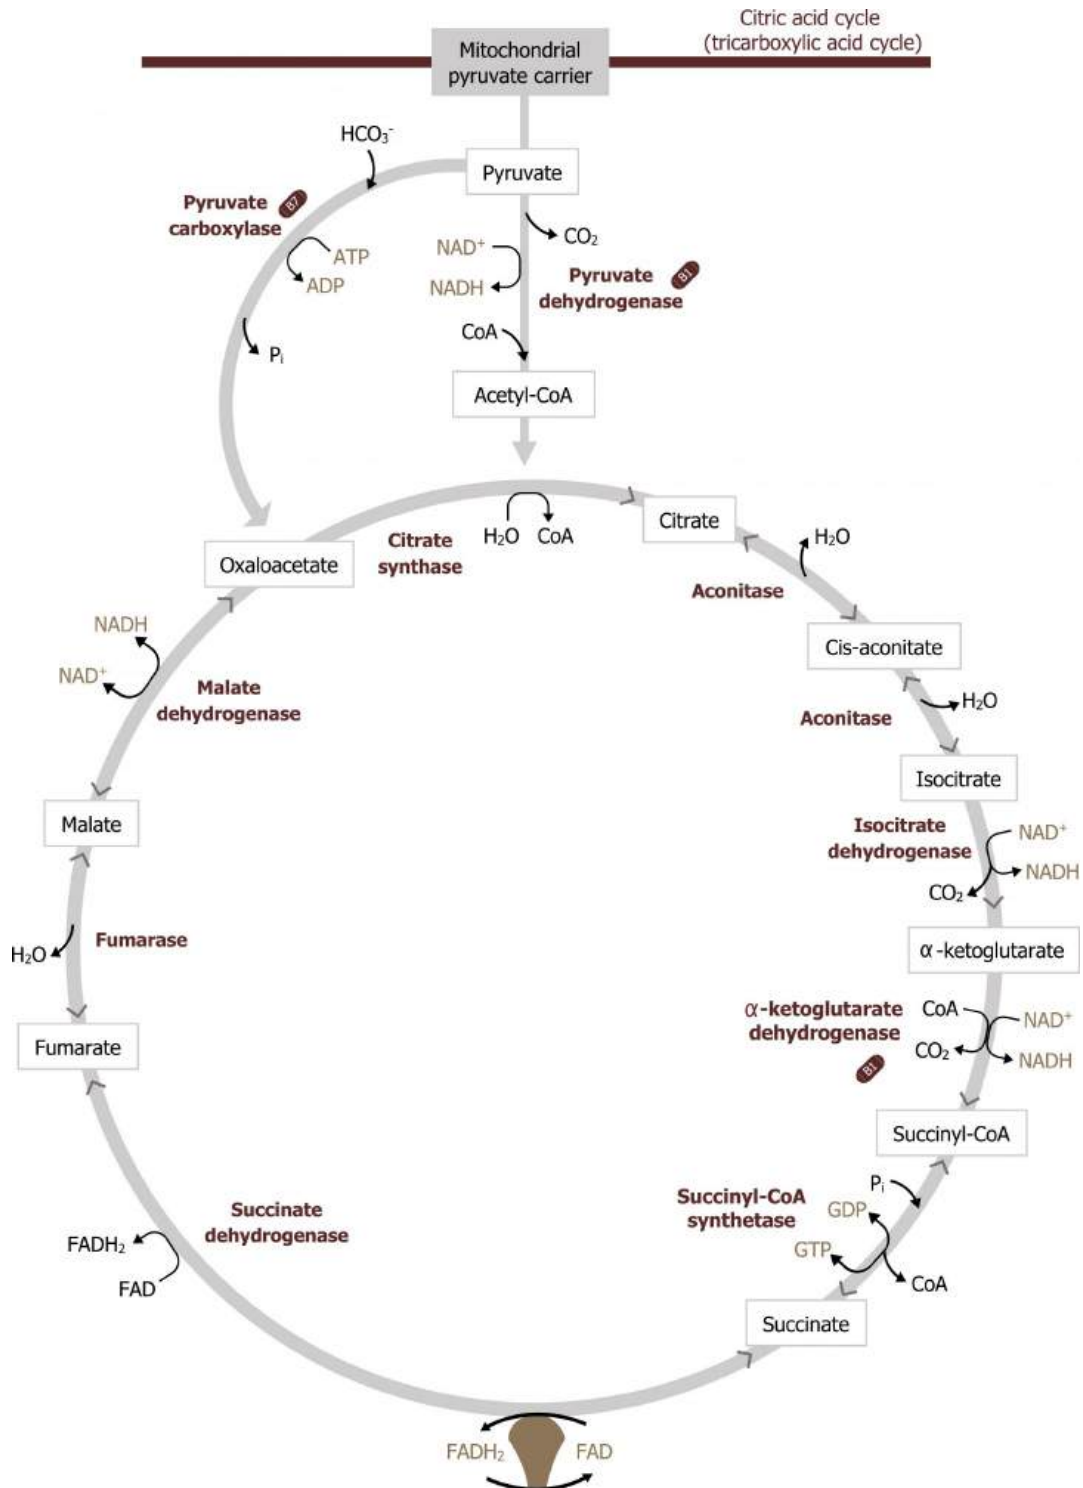 Citric acid cycle
(tricarboxylic acid cycle)
Mitochondrial
pyruvate carrier
HCO₃⁻
Pyruvate
Pyruvate
carboxylase
B7
ATP
ADP
Pᵢ
CO₂
NAD⁺
NADH
Pyruvate
dehydrogenase
B1
CoA
Acetyl-CoA
Oxaloacetate
Citrate
synthase
H₂O
CoA
Citrate
H₂O
Aconitase
Cis-aconitate
Aconitase
H₂O
Isocitrate
Isocitrate
dehydrogenase
NAD⁺
NADH
CO₂
α-ketoglutarate
α-ketoglutarate
dehydrogenase
B1
CoA
CO₂
NAD⁺
NADH
Succinyl-CoA
Succinyl-CoA
synthetase
Pᵢ
GDP
GTP
CoA
Succinate
FADH₂
FAD
Succinate
dehydrogenase
FADH₂
FAD
Fumarate
Fumarase
H₂O
Malate
Malate
dehydrogenase
NADH
NAD⁺